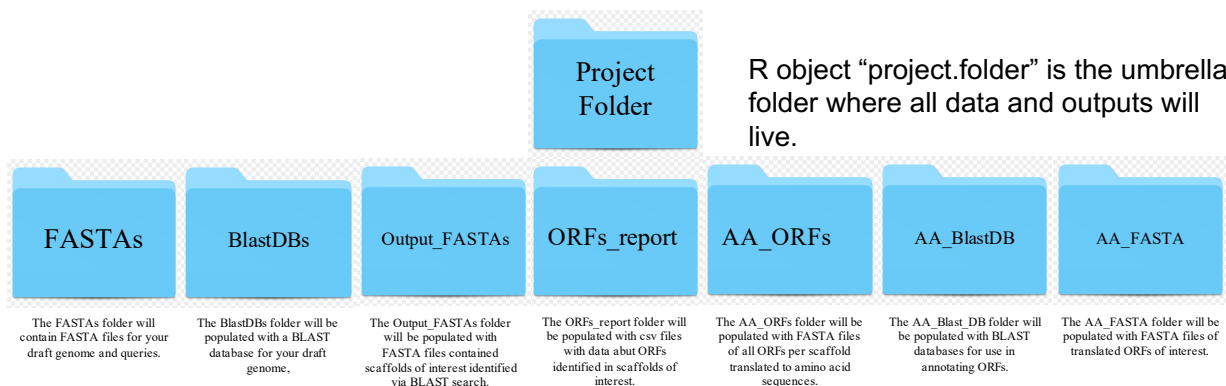 Project
Folder
R object “project.folder” is the umbrella
folder where all data and outputs will
live.
FASTAs
BlastDBs
Output_FASTAs
ORFs_report
AA_ORFs
AA_BlastDB
AA_FASTA
The FASTAs folder will
contain FASTA files for your
draft genome and queries.
The BlastDBs folder will be
populated with a BLAST
database for your draft
genome,
The Output_FASTAs folder
will be populated with
FASTA files contained
scaffolds of interest identified
via BLAST search.
The ORFs_report folder will
be populated with csv files
with data abut ORFs
identified in scaffolds of
interest.
The AA_ORFs folder will be
populated with FASTA files
of all ORFs per scaffold
translated to amino acid
sequences.
The AA_Blast_DB folder will
be populated with BLAST
databases for use in
annotating ORFs.
The AA_FASTA folder will be
populated with FASTA files of
translated ORFs of interest.